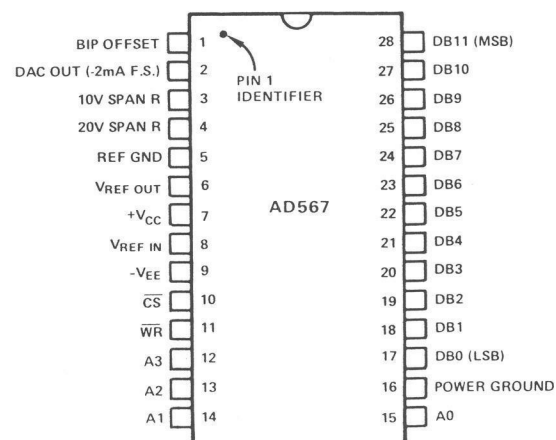 BIP OFFSET 1
DAC OUT (-2mA F.S.) 2
10V SPAN R 3
20V SPAN R 4
REF GND 5
VREF OUT 6
+VCC 7
VREF IN 8
-VEE 9
C̅S̅ 10
W̅R̅ 11
A3 12
A2 13
A1 14
PIN 1
IDENTIFIER
AD567
28 DB11 (MSB)
27 DB10
26 DB9
25 DB8
24 DB7
23 DB6
22 DB5
21 DB4
20 DB3
19 DB2
18 DB1
17 DB0 (LSB)
16 POWER GROUND
15 A0